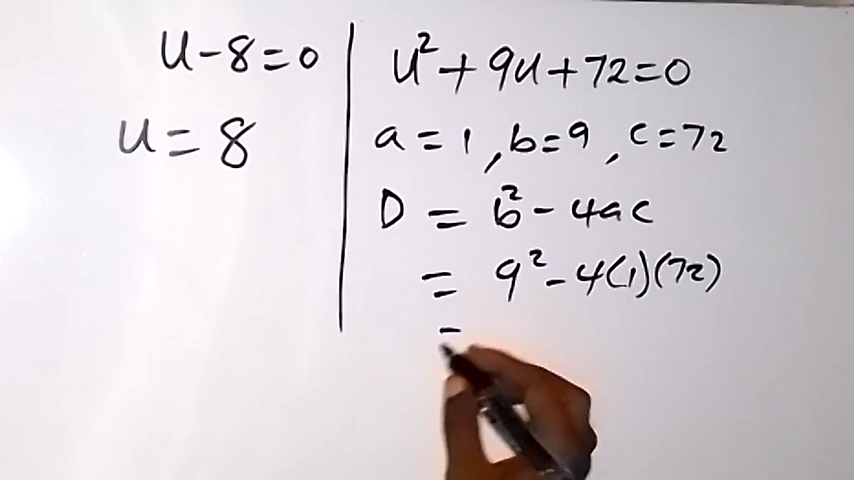 u-8=0
u=8
u²+9u+72=0
a=1, b=9, c=72
D = b²-4ac
= 9²-4(1)(72)